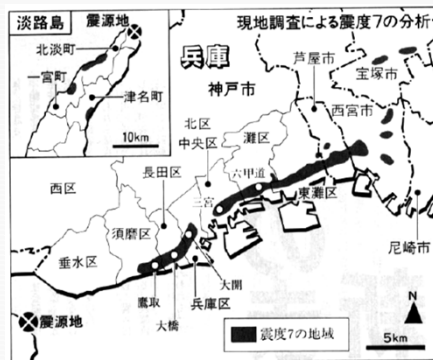 淡路島
震源地
北淡町
一宮町
津名町
10km
現地調査による震度7の分析
兵庫
神戸市
芦屋市
宝塚市
西宮市
北区
中央区
灘区
西区
長田区
六甲道
三宮
須磨区
東灘区
垂水区
尼崎市
大開
兵庫区
鷹取
大橋
震源地
N
震度7の地域
5km